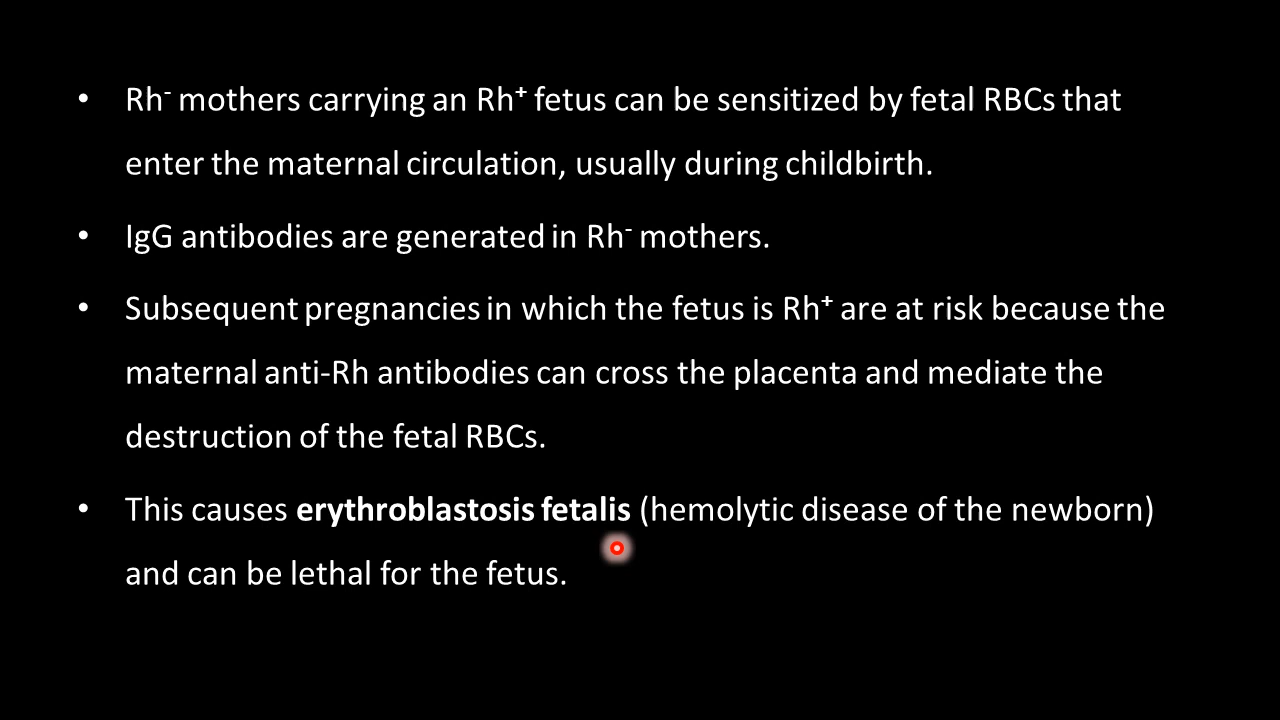 • Rh⁻ mothers carrying an Rh⁺ fetus can be sensitized by fetal RBCs that
enter the maternal circulation, usually during childbirth.
• IgG antibodies are generated in Rh⁻ mothers.
• Subsequent pregnancies in which the fetus is Rh⁺ are at risk because the
maternal anti-Rh antibodies can cross the placenta and mediate the
destruction of the fetal RBCs.
• This causes erythroblastosis fetalis (hemolytic disease of the newborn)
and can be lethal for the fetus.